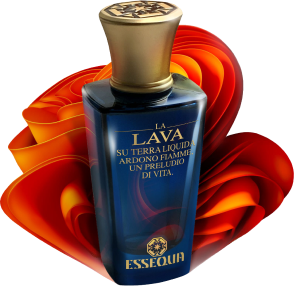 LA
LAVA
SU TERRA LIQUIDA
ARDONO FIAMME,
UN PRELUDIO
DI VITA.
ESSEQUA